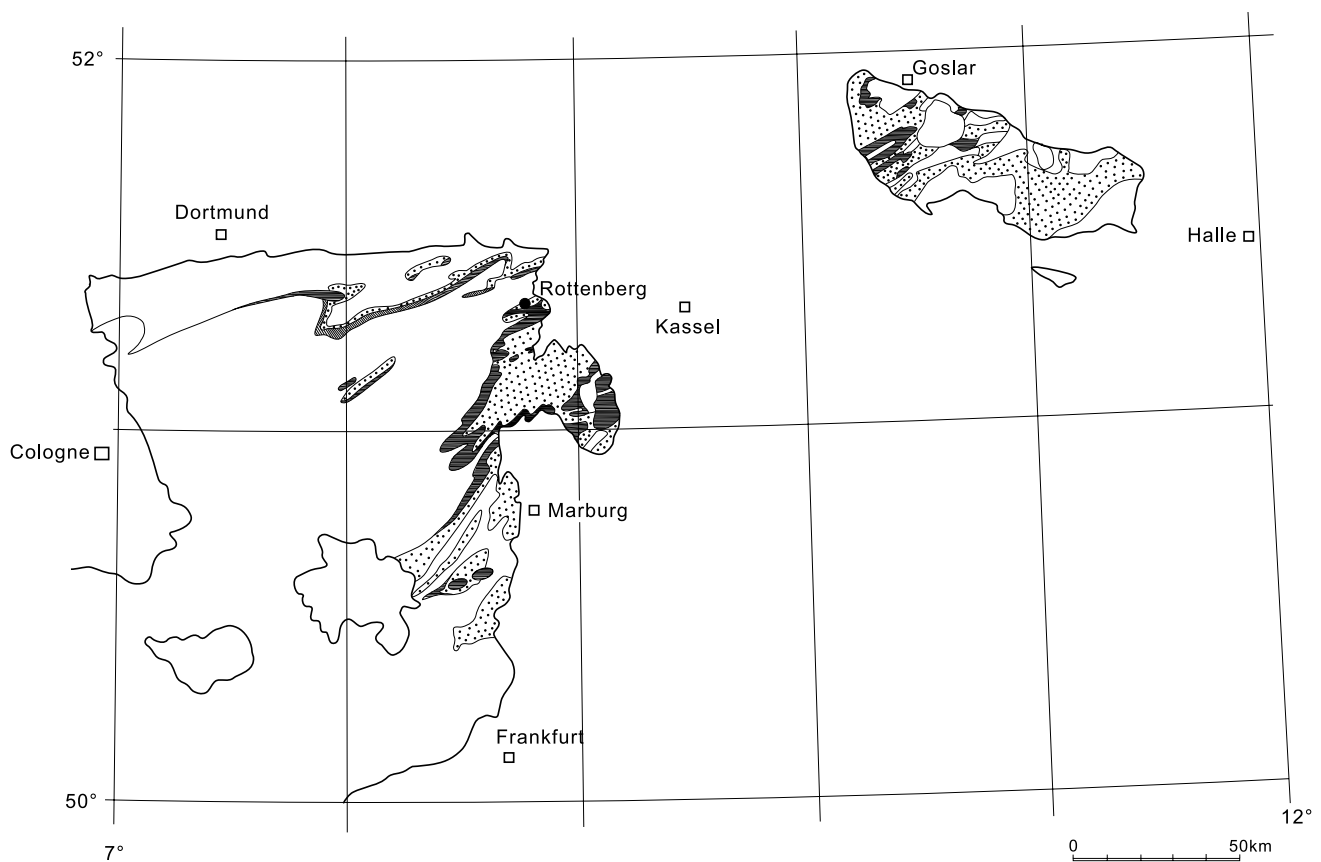 52°
Goslar
Dortmund
Halle
Rottenberg
Kassel
Cologne
Marburg
Frankfurt
50°
12°
7°
0 50km